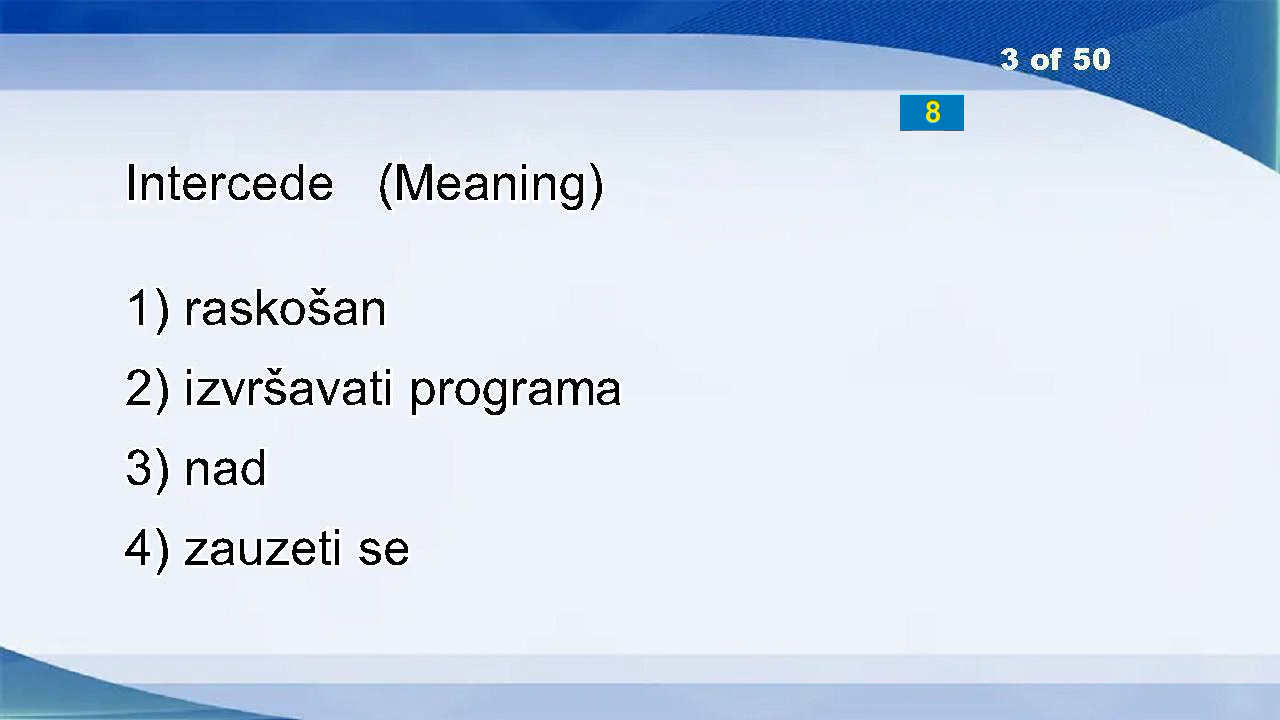 3 of 50
8
Intercede (Meaning)
1) raskošan
2) izvršavati programa
3) nad
4) zauzeti se